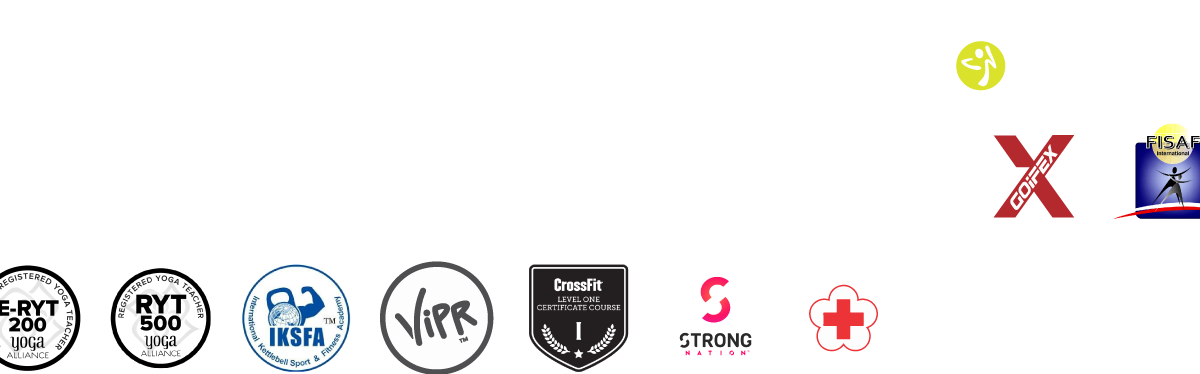 GOiFEX
FISAF
international
REGISTERED YOGA TEACHER
E-RYT
200
yoga
ALLIANCE
REGISTERED YOGA TEACHER
RYT
500
yoga
ALLIANCE
International Kettlebell Sport & Fitness Academy
TM
IKSFA
ViPR
TM
CrossFit
LEVEL ONE
CERTIFICATE COURSE
I
STRONG
NATION